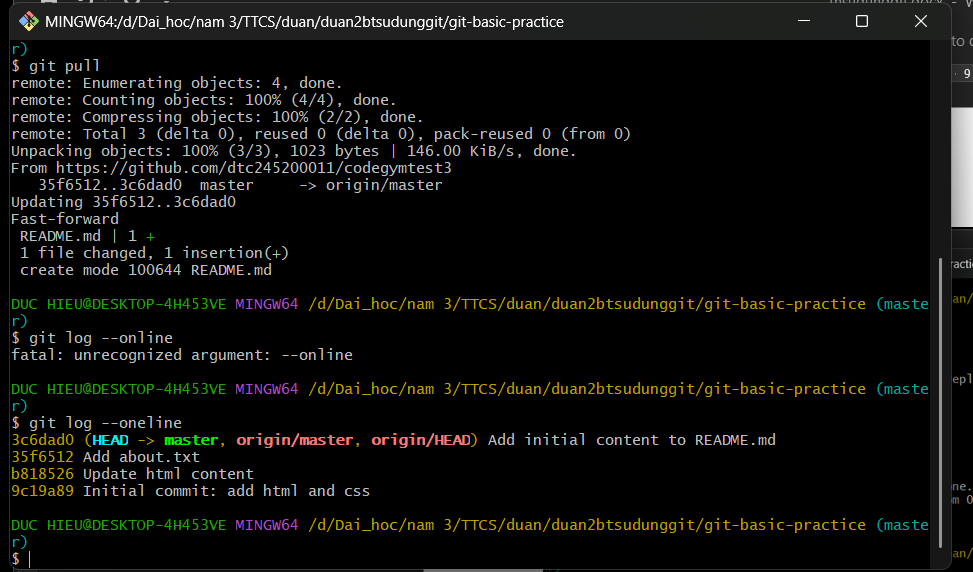 MINGW64:/d/Dai_hoc/nam 3/TTCS/duan/duan2btsudunggit/git-basic-practice
r)
$ git pull
remote: Enumerating objects: 4, done.
remote: Counting objects: 100% (4/4), done.
remote: Compressing objects: 100% (2/2), done.
remote: Total 3 (delta 0), reused 0 (delta 0), pack-reused 0 (from 0)
Unpacking objects: 100% (3/3), 1023 bytes | 146.00 KiB/s, done.
From https://github.com/dtc245200011/codegymtest3
   35f6512..3c6dad0  master     -> origin/master
Updating 35f6512..3c6dad0
Fast-forward
 README.md | 1 +
 1 file changed, 1 insertion(+)
 create mode 100644 README.md
DUC HIEU@DESKTOP-4H453VE MINGW64 /d/Dai_hoc/nam 3/TTCS/duan/duan2btsudunggit/git-basic-practice (maste
r)
$ git log --online
fatal: unrecognized argument: --online
DUC HIEU@DESKTOP-4H453VE MINGW64 /d/Dai_hoc/nam 3/TTCS/duan/duan2btsudunggit/git-basic-practice (maste
r)
$ git log --oneline
3c6dad0 (HEAD -> master, origin/master, origin/HEAD) Add initial content to README.md
35f6512 Add about.txt
b818526 Update html content
9c19a89 Initial commit: add html and css
DUC HIEU@DESKTOP-4H453VE MINGW64 /d/Dai_hoc/nam 3/TTCS/duan/duan2btsudunggit/git-basic-practice (maste
r)
$